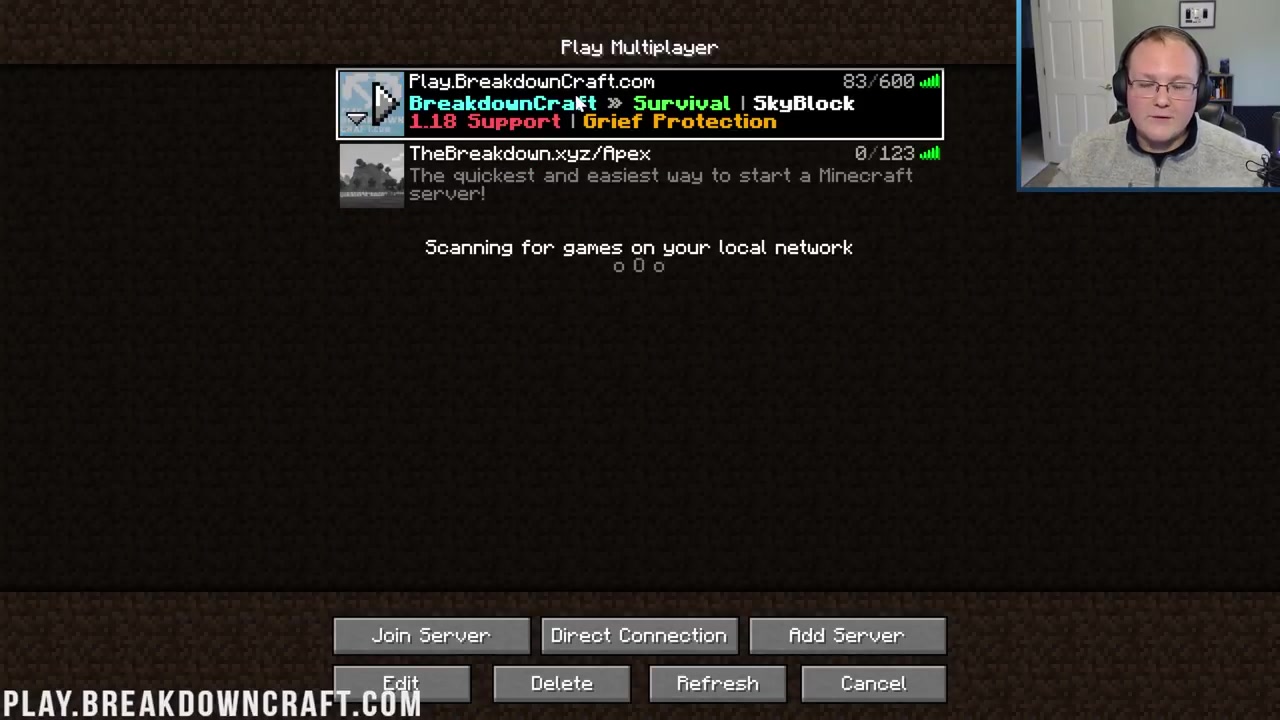 Play Multiplayer
Play.BreakdownCraft.com 83/600
BreakdownCraft » Survival | SkyBlock
1.18 Support | Grief Protection
TheBreakdown.xyz/Apex 0/123
The quickest and easiest way to start a Minecraft
server!
Scanning for games on your local network
o O o
Join Server Direct Connection Add Server
Edit Delete Refresh Cancel
PLAY.BREAKDOWNCRAFT.COM